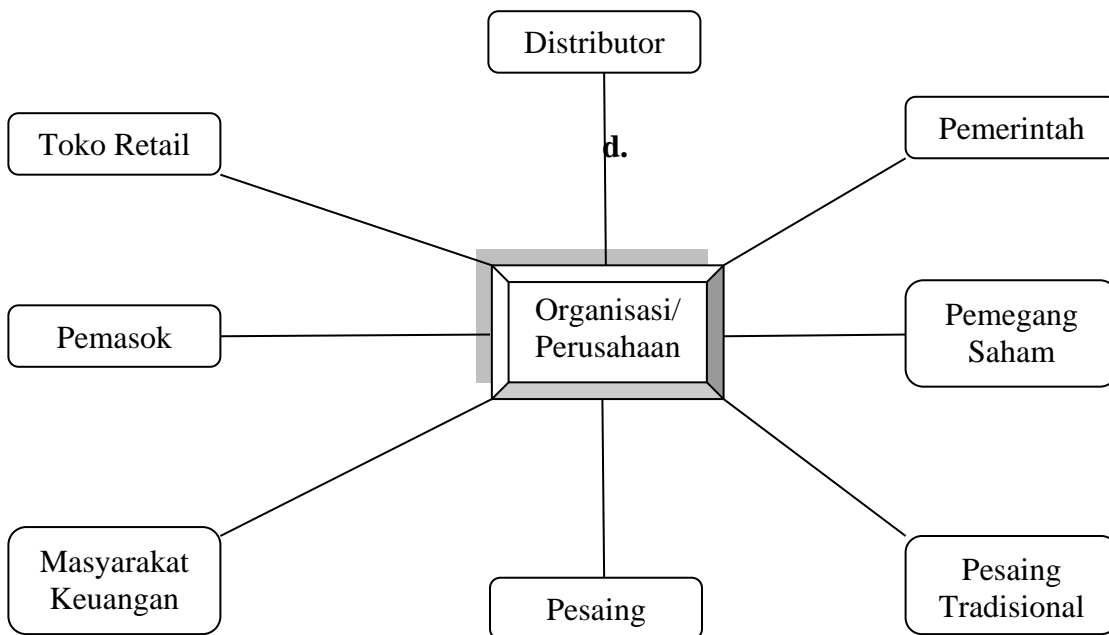 Distributor
Toko Retail
Pemerintah
d.
Organisasi/
Perusahaan
Pemasok
Pemegang
Saham
Masyarakat
Keuangan
Pesaing
Pesaing
Tradisional